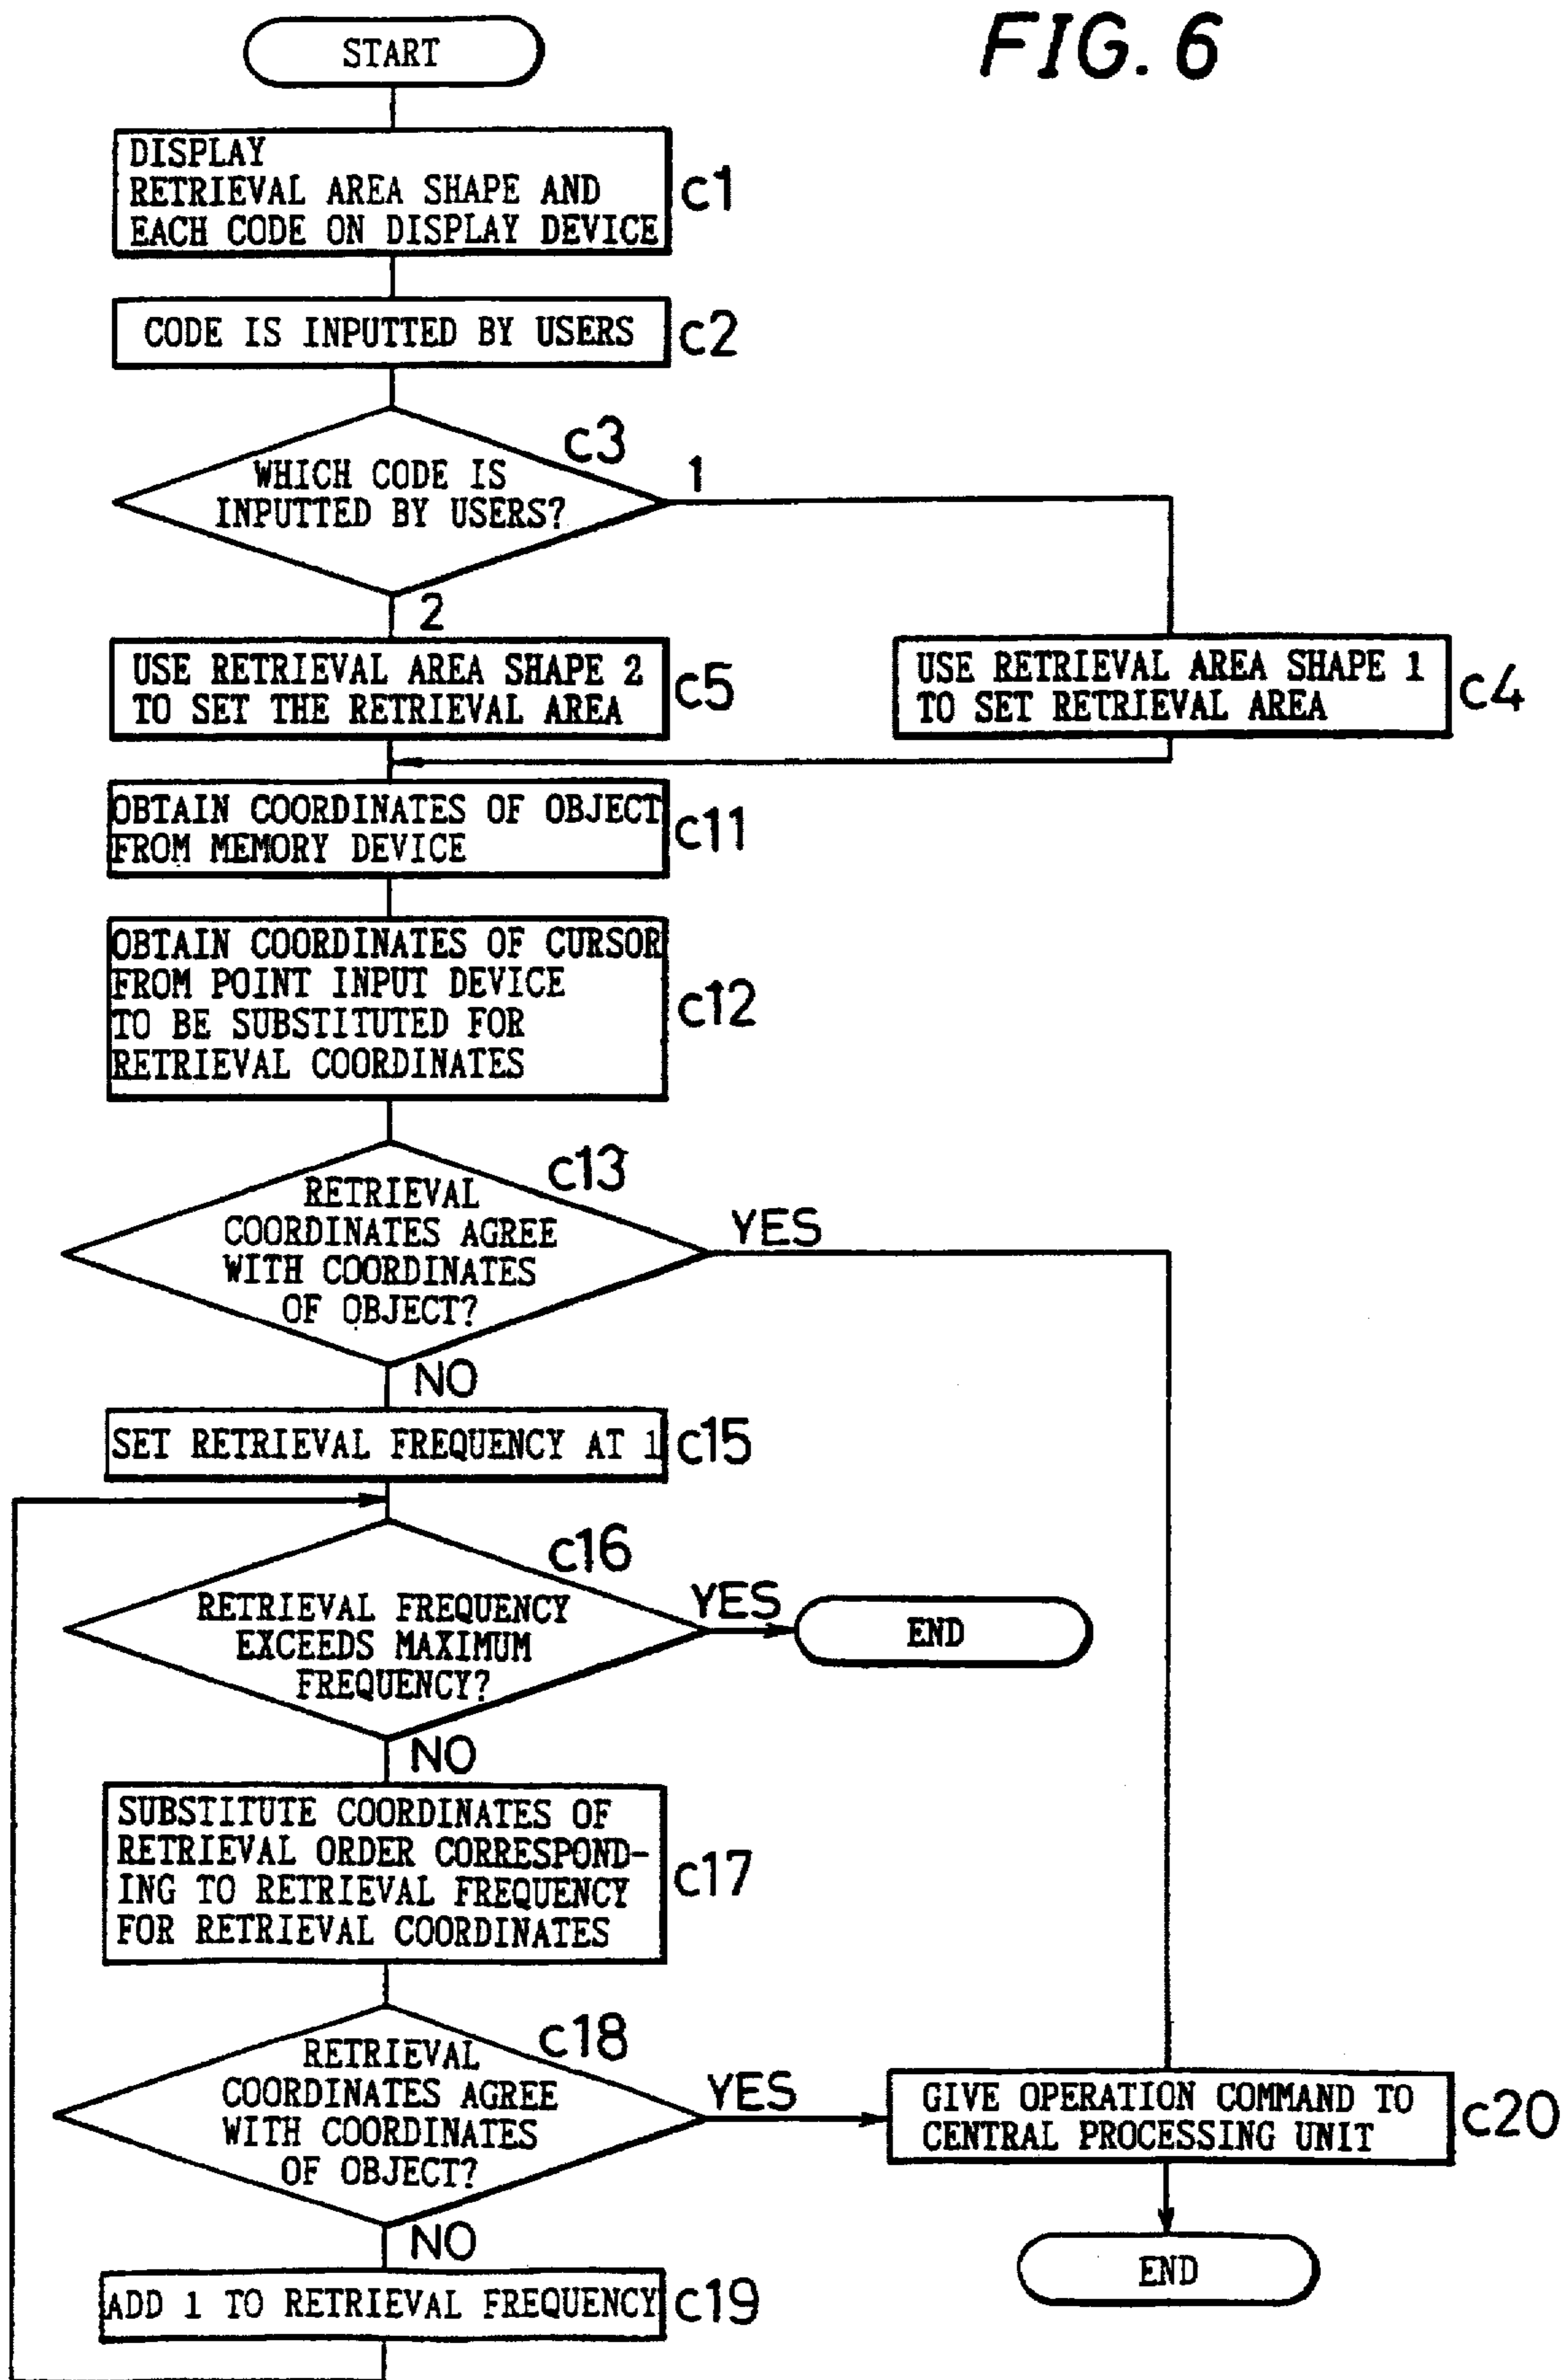 FIG. 6
START
DISPLAY
RETRIEVAL AREA SHAPE AND
EACH CODE ON DISPLAY DEVICE
c1
CODE IS INPUTTED BY USERS
c2
c3
WHICH CODE IS
INPUTTED BY USERS?
1
2
USE RETRIEVAL AREA SHAPE 2
TO SET THE RETRIEVAL AREA
c5
USE RETRIEVAL AREA SHAPE 1
TO SET RETRIEVAL AREA
c4
OBTAIN COORDINATES OF OBJECT
FROM MEMORY DEVICE
c11
OBTAIN COORDINATES OF CURSOR
FROM POINT INPUT DEVICE
TO BE SUBSTITUTED FOR
RETRIEVAL COORDINATES
c12
c13
RETRIEVAL
COORDINATES AGREE
WITH COORDINATES
OF OBJECT?
YES
NO
SET RETRIEVAL FREQUENCY AT 1
c15
c16
RETRIEVAL FREQUENCY
EXCEEDS MAXIMUM
FREQUENCY?
YES
END
NO
SUBSTITUTE COORDINATES OF
RETRIEVAL ORDER CORRESPOND-
ING TO RETRIEVAL FREQUENCY
FOR RETRIEVAL COORDINATES
c17
c18
RETRIEVAL
COORDINATES AGREE
WITH COORDINATES
OF OBJECT?
YES
GIVE OPERATION COMMAND TO
CENTRAL PROCESSING UNIT
c20
NO
END
ADD 1 TO RETRIEVAL FREQUENCY
c19